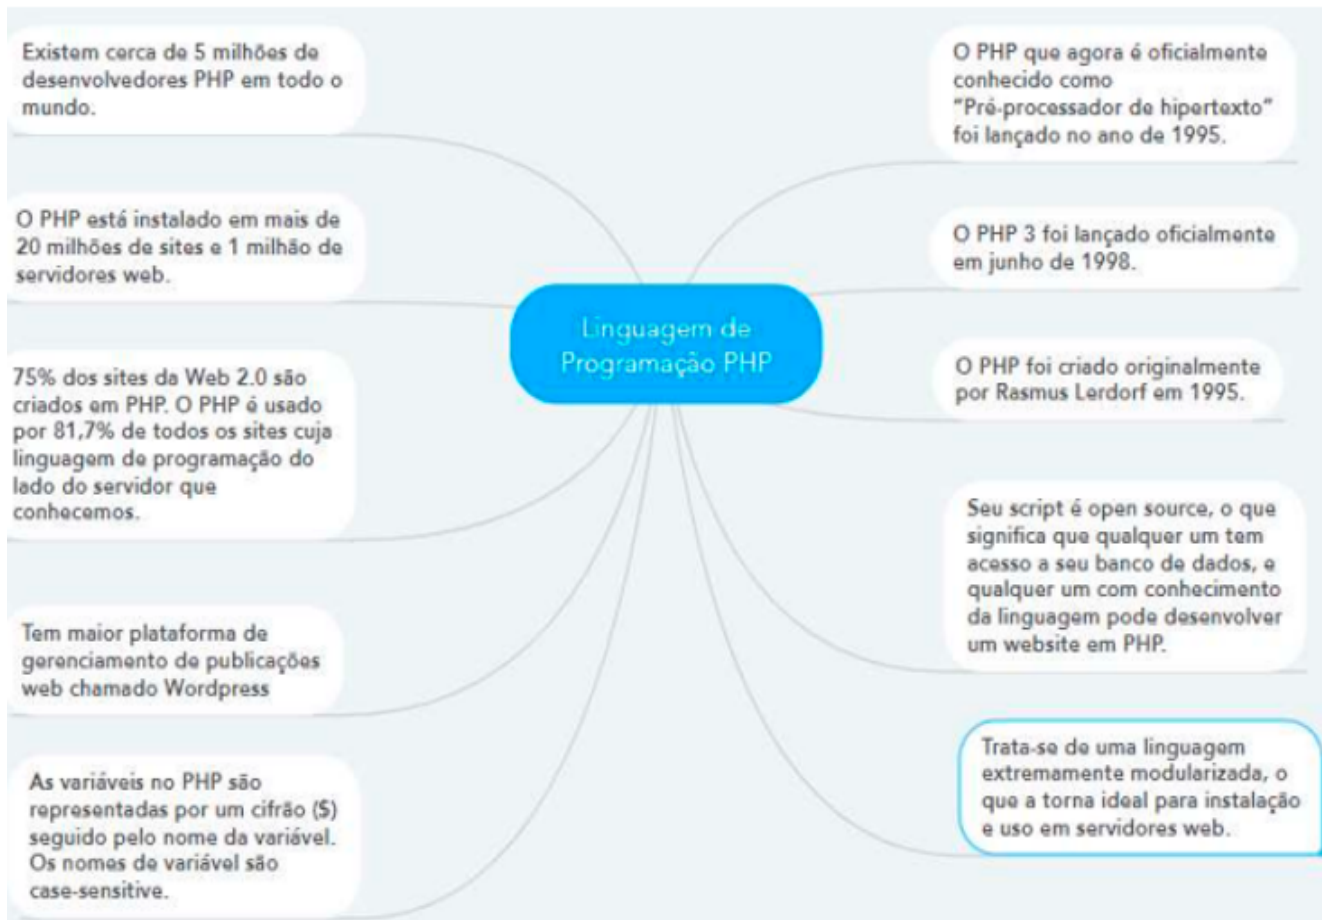 Linguagem de
Programação PHP
Existem cerca de 5 milhões de
desenvolvedores PHP em todo o
mundo.
O PHP está instalado em mais de
20 milhões de sites e 1 milhão de
servidores web.
75% dos sites da Web 2.0 são
criados em PHP. O PHP é usado
por 81,7% de todos os sites cuja
linguagem de programação do
lado do servidor que
conhecemos.
Tem maior plataforma de
gerenciamento de publicações
web chamado Wordpress
As variáveis no PHP são
representadas por um cifrão ($)
seguido pelo nome da variável.
Os nomes de variável são
case-sensitive.
O PHP que agora é oficialmente
conhecido como
“Pré-processador de hipertexto”
foi lançado no ano de 1995.
O PHP 3 foi lançado oficialmente
em junho de 1998.
O PHP foi criado originalmente
por Rasmus Lerdorf em 1995.
Seu script é open source, o que
significa que qualquer um tem
acesso a seu banco de dados, e
qualquer um com conhecimento
da linguagem pode desenvolver
um website em PHP.
Trata-se de uma linguagem
extremamente modularizada, o
que a torna ideal para instalação
e uso em servidores web.